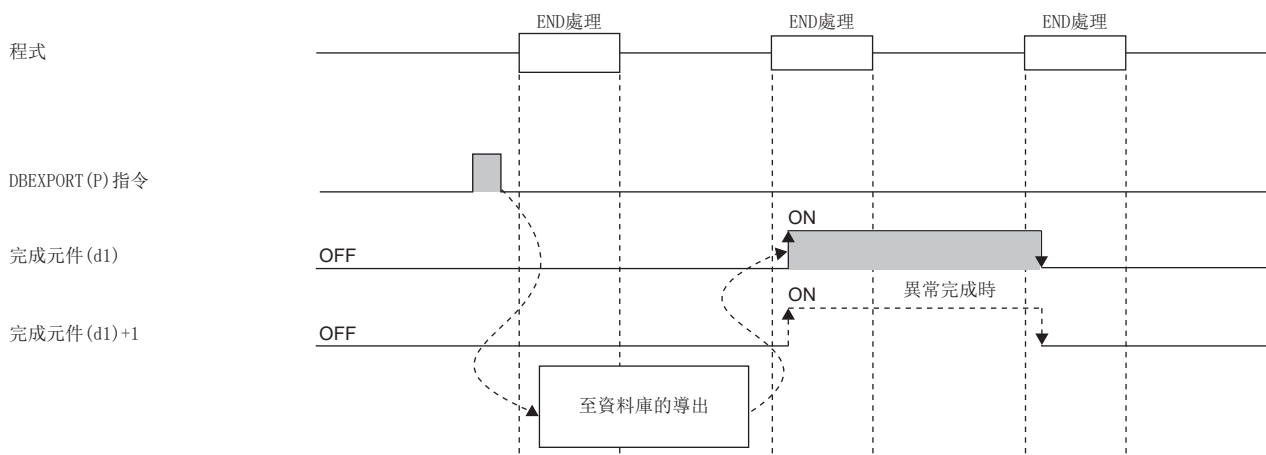 END處理
END處理
END處理
程式
DBEXPORT(P)指令
ON
完成元件(d1)
OFF
ON
異常完成時
完成元件(d1)+1
OFF
至資料庫的導出